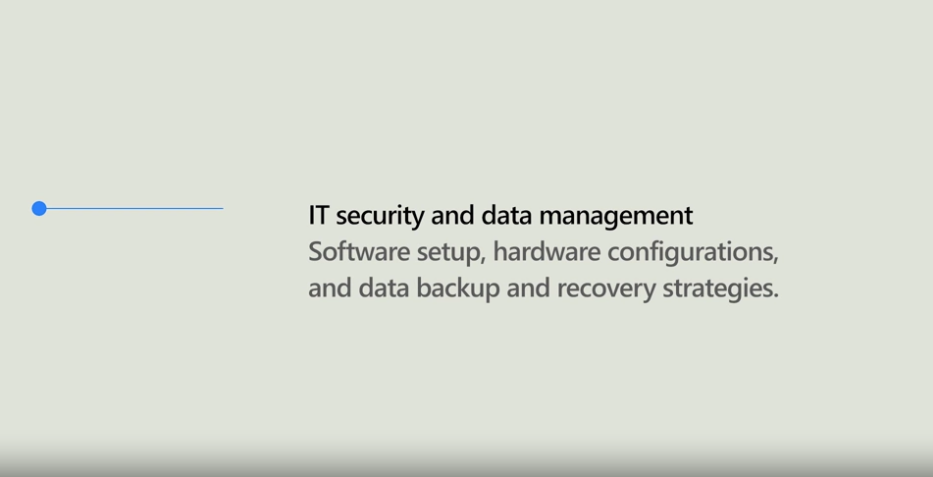 IT security and data management
Software setup, hardware configurations,
and data backup and recovery strategies.